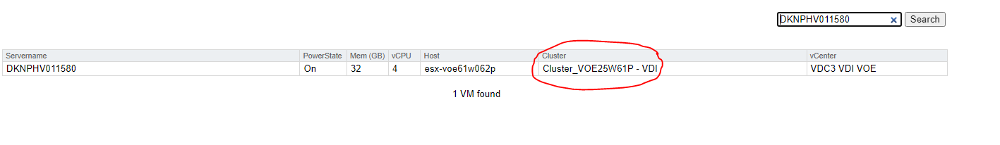 DKNPHV011580 × Search
Servername PowerState Mem (GB) vCPU Host Cluster vCenter
DKNPHV011580 On 32 4 esx-voe61w062p Cluster_VOE25W61P - VDI VDC3 VDI VOE
1 VM found